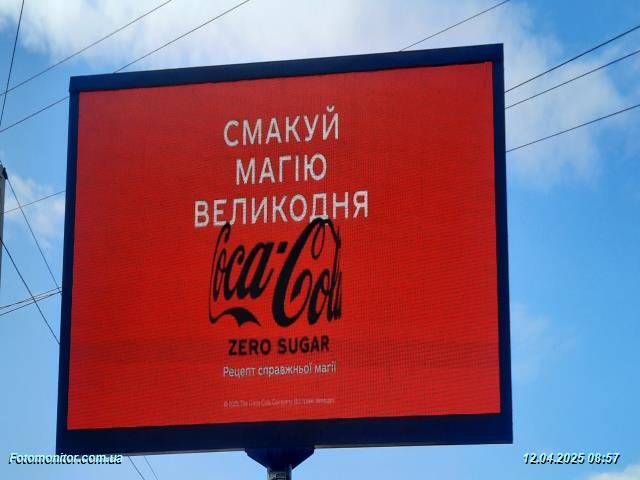 СМАКУЙ
МАГІЮ
ВЕЛИКОДНЯ
Coca-Cola
ZERO SUGAR
Рецепт справжньої магії
Fotomonitor.com.ua
12.04.2025 08:57